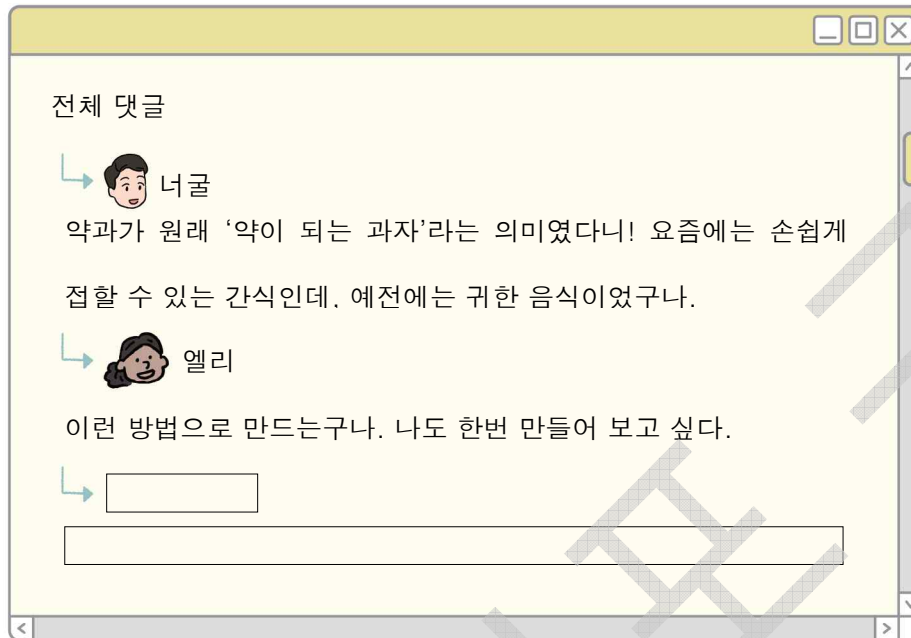 전체 댓글
너굴
약과가 원래 ‘약이 되는 과자’라는 의미였다니! 요즘에는 손쉽게
접할 수 있는 간식인데, 예전에는 귀한 음식이었구나.
엘리
이런 방법으로 만드는구나. 나도 한번 만들어 보고 싶다.